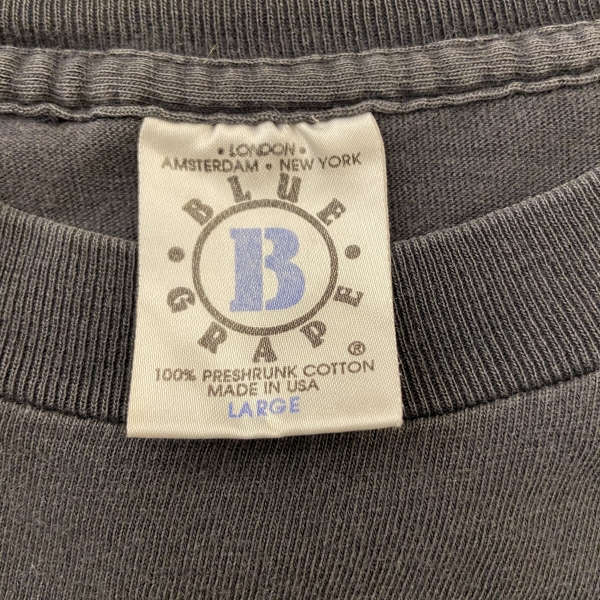 • LONDON •
AMSTERDAM • NEW YORK
• BLUE •
B
GRAPE
®
100% PRESHRUNK COTTON
MADE IN USA
LARGE